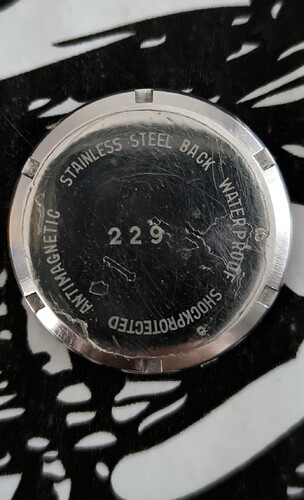 STAINLESS STEEL BACK WATERPROOF SHOCKPROTECTED ANTIMAGNETIC
229